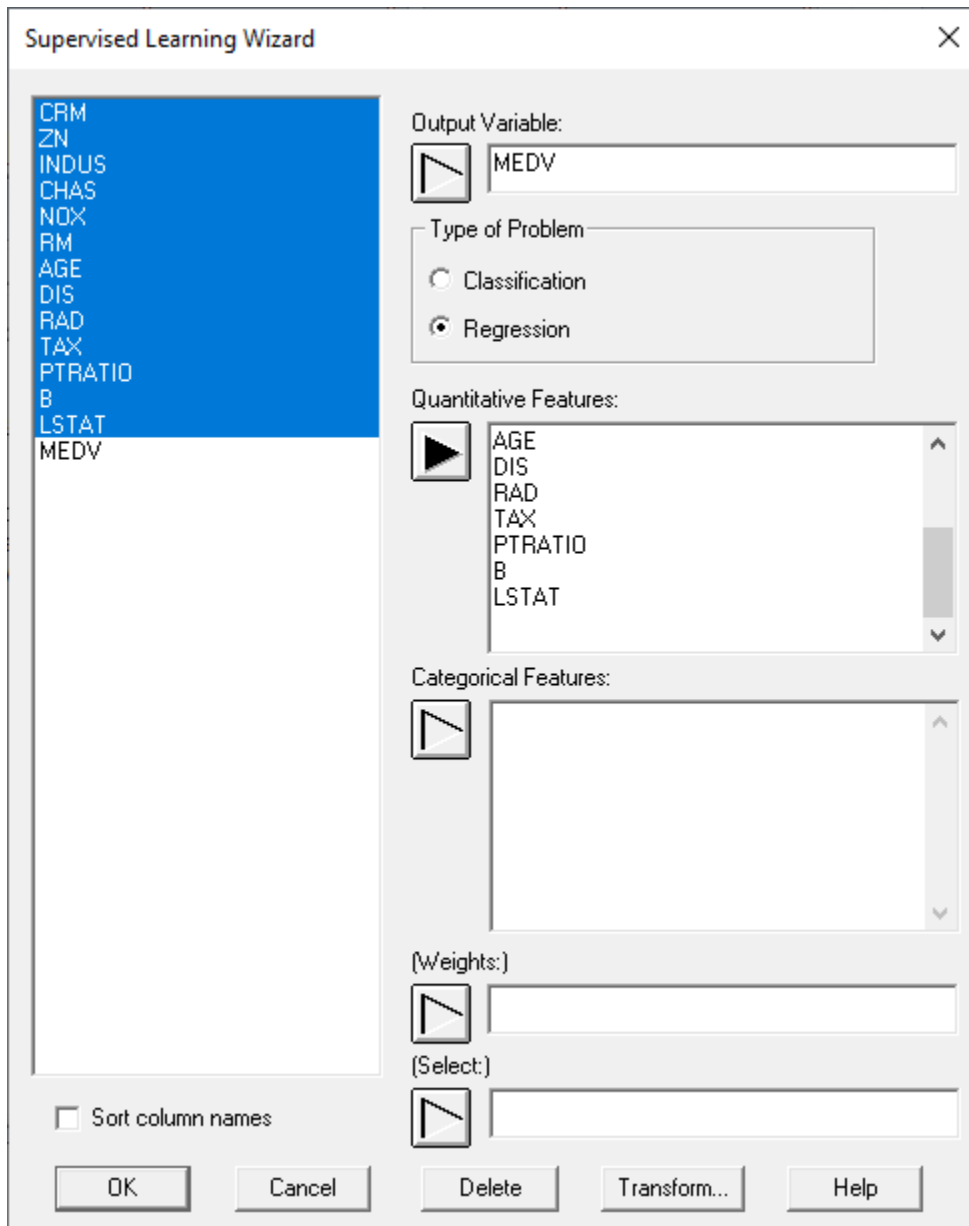 Supervised Learning Wizard
CRM
ZN
INDUS
CHAS
NOX
RM
AGE
DIS
RAD
TAX
PTRATIO
B
LSTAT
MEDV
Sort column names
Output Variable:
MEDV
Type of Problem
Classification
Regression
Quantitative Features:
AGE
DIS
RAD
TAX
PTRATIO
B
LSTAT
Categorical Features:
(Weights:)
(Select:)
OK
Cancel
Delete
Transform...
Help